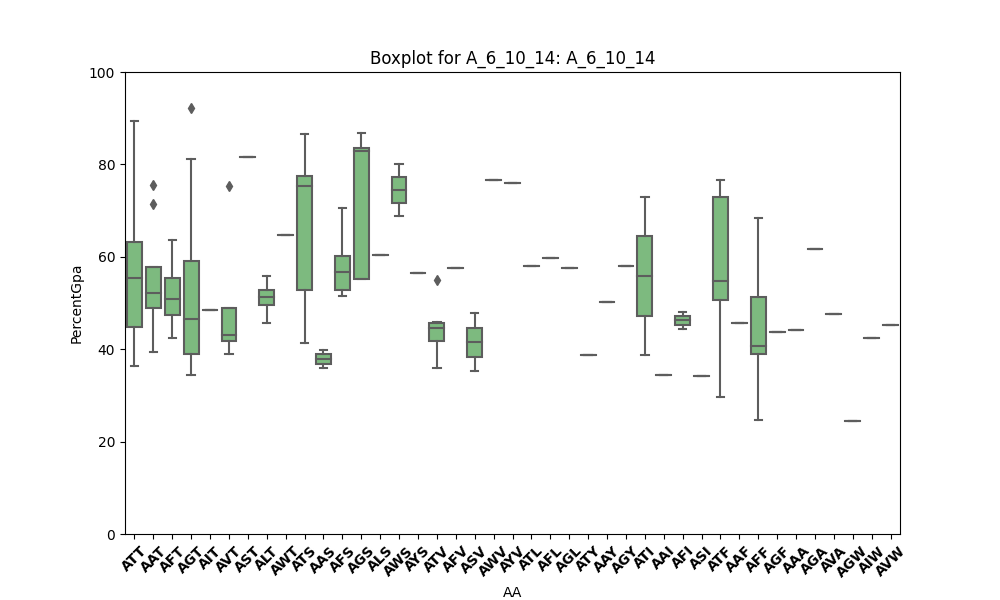 Boxplot for A_6_10_14: A_6_10_14
100
80
60
40
20
0
PercentGpa
ATT AAT AFT AGT AIT AVT AST ALT AWT ATS AAS AFS AGS ALS AWS AYS ATV AFV ASV AWV AYV ATL AFL AGL ATY AAY AGY ATI AAI AFI ASI ATF AAF AFF AGF AAA AGA AVA AGW AIW AVW
AA